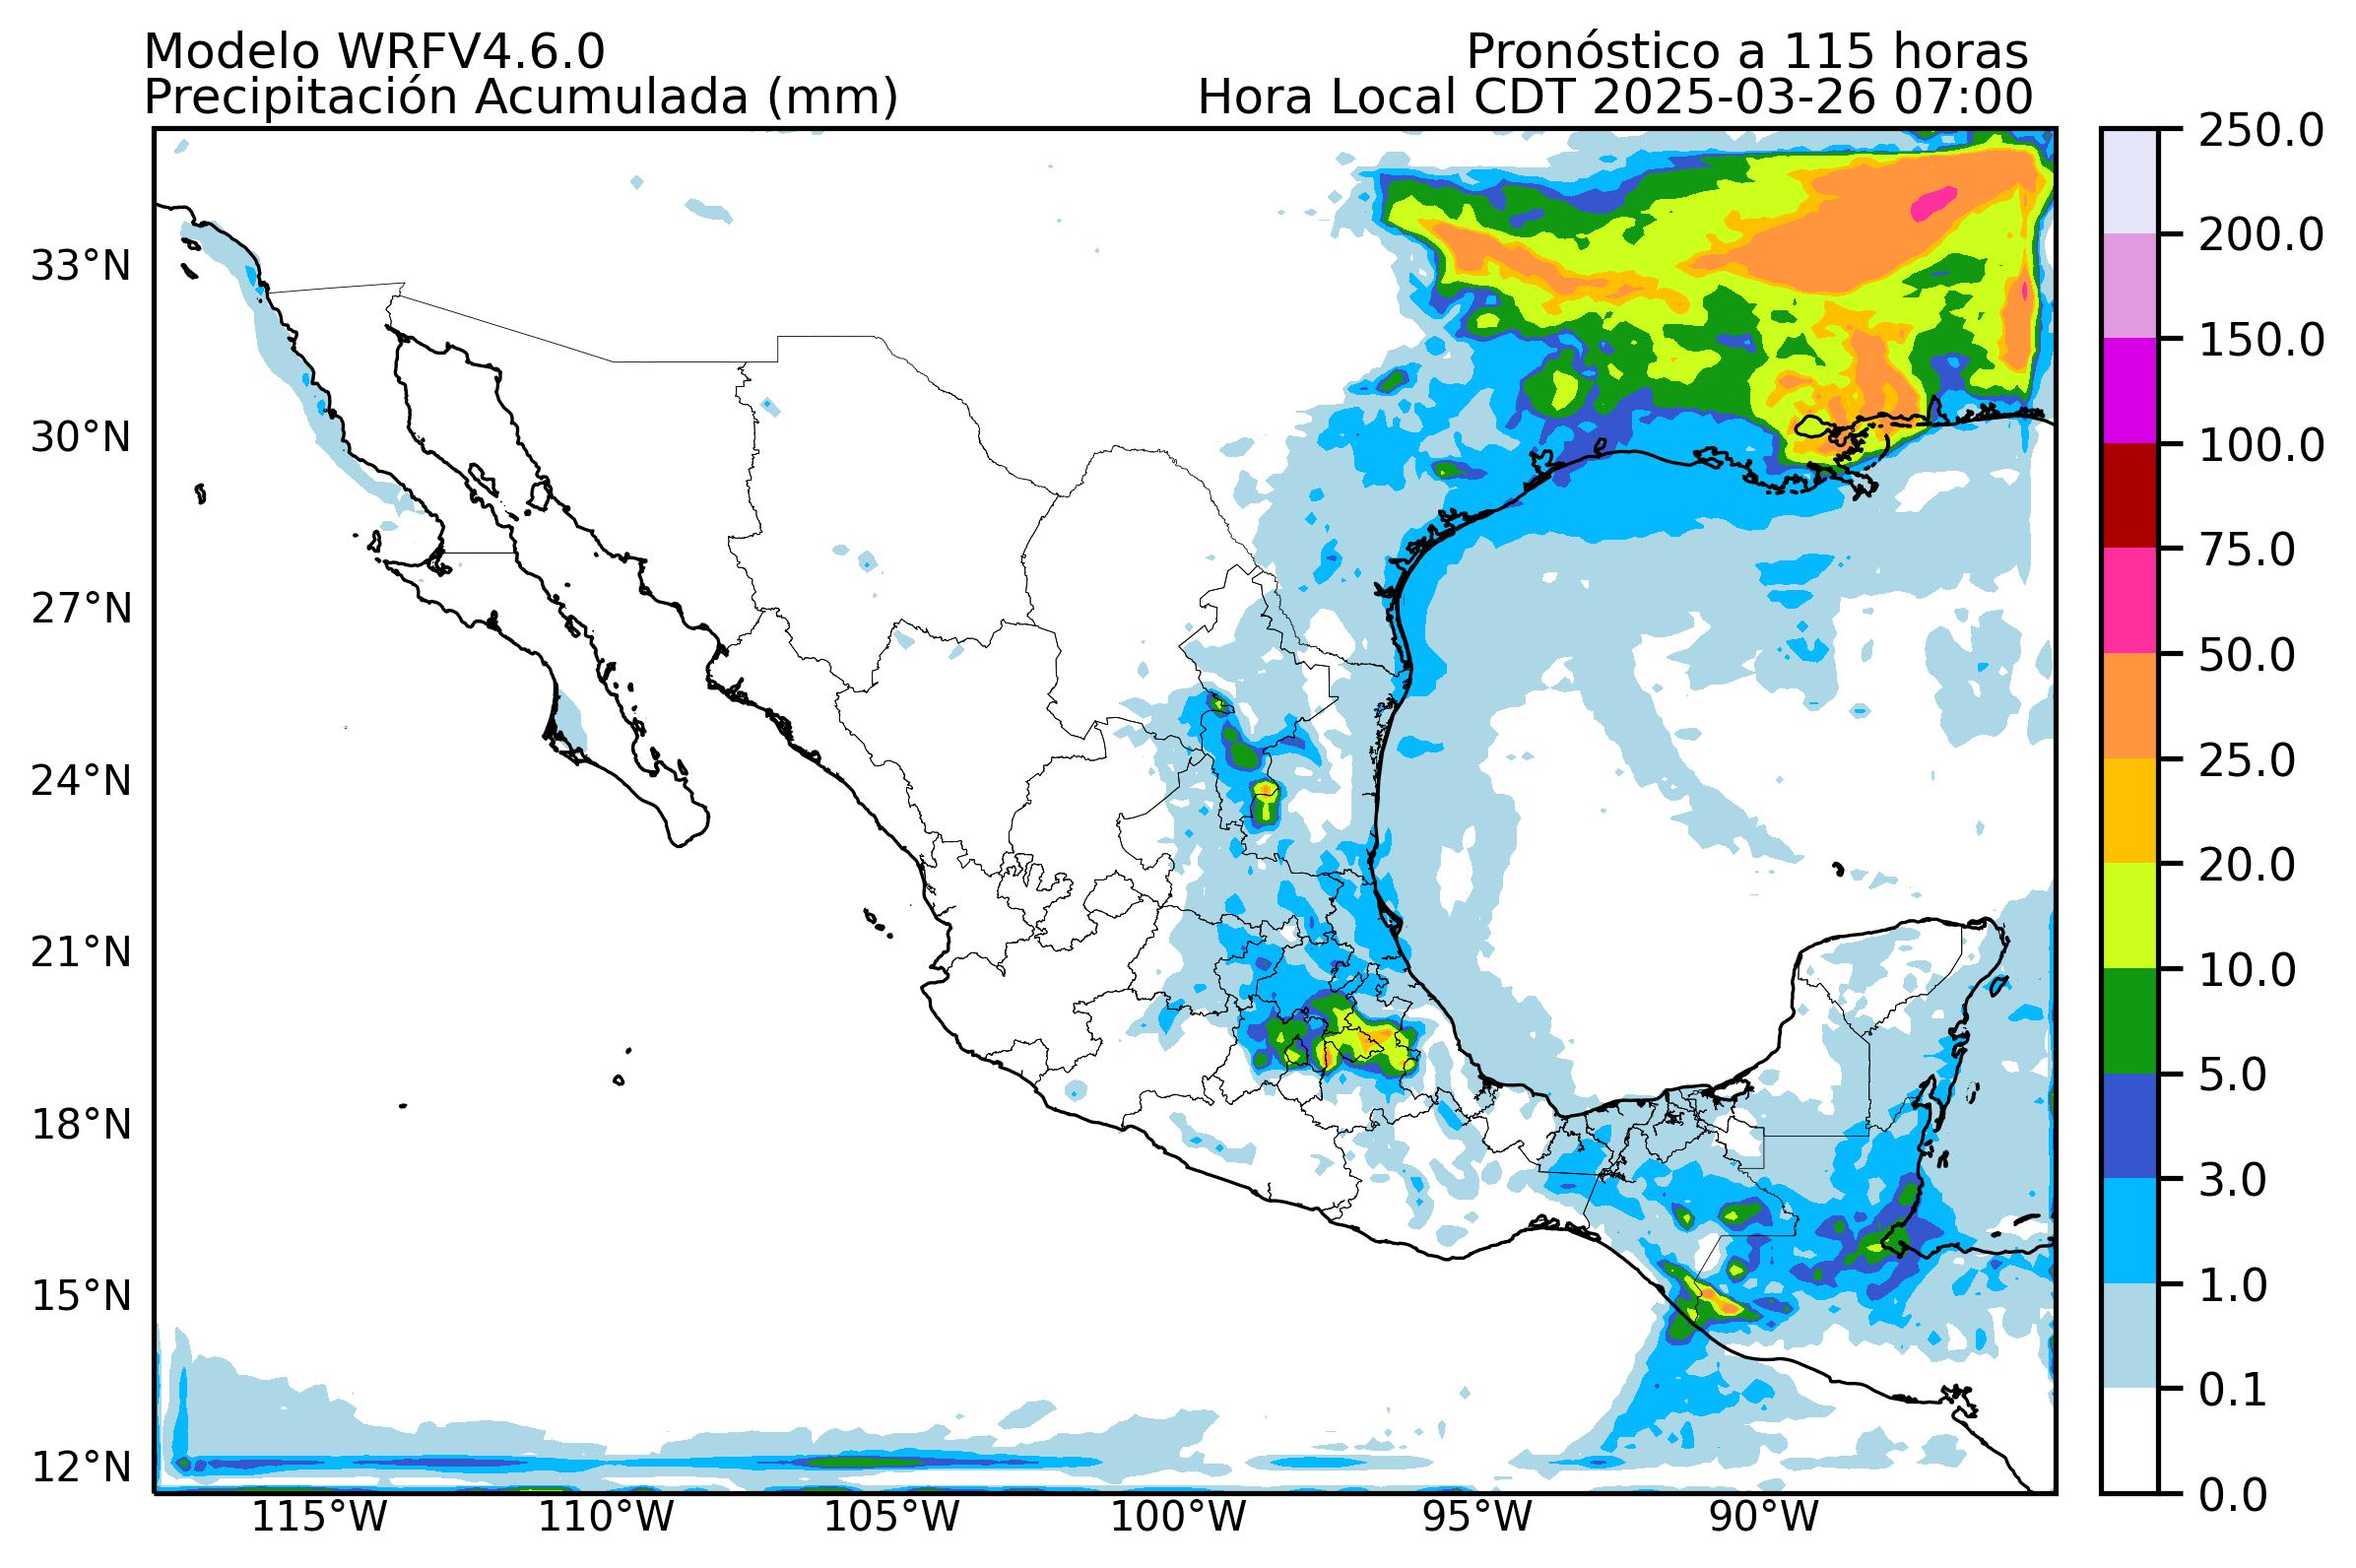 Modelo WRFV4.6.0
Pronóstico a 115 horas
Precipitación Acumulada (mm)
Hora Local CDT 2025-03-26 07:00
33°N
30°N
27°N
24°N
21°N
18°N
15°N
12°N
115°W
110°W
105°W
100°W
95°W
90°W
250.0
200.0
150.0
100.0
75.0
50.0
25.0
20.0
10.0
5.0
3.0
1.0
0.1
0.0